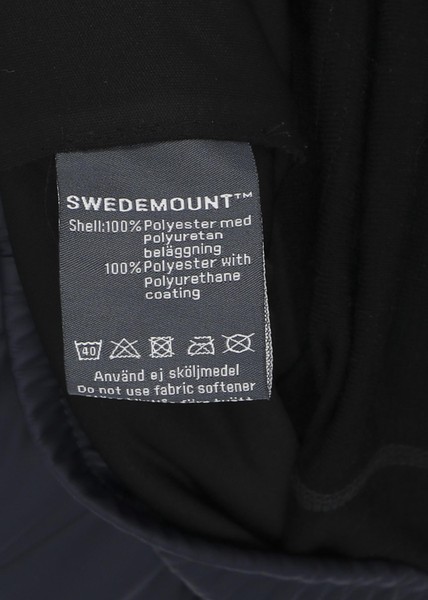 SWEDEMOUNT™
Shell:100% Polyester med
Polyuretan
beläggning
100% Polyester with
Polyurethane
coating
40
Använd ej sköljmedel
Do not use fabric softener